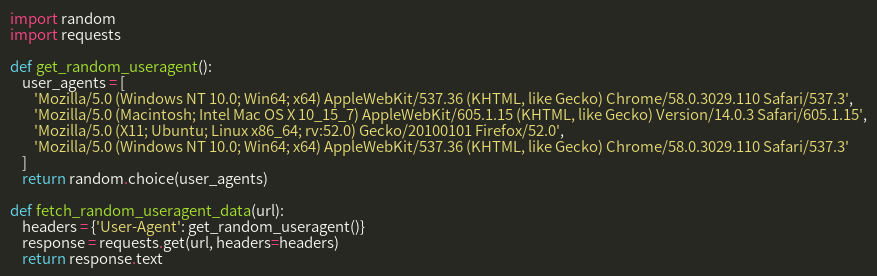 import random
import requests

def get_random_useragent():
    user_agents = [
        'Mozilla/5.0 (Windows NT 10.0; Win64; x64) AppleWebKit/537.36 (KHTML, like Gecko) Chrome/58.0.3029.110 Safari/537.3',
        'Mozilla/5.0 (Macintosh; Intel Mac OS X 10_15_7) AppleWebKit/605.1.15 (KHTML, like Gecko) Version/14.0.3 Safari/605.1.15',
        'Mozilla/5.0 (X11; Ubuntu; Linux x86_64; rv:52.0) Gecko/20100101 Firefox/52.0',
        'Mozilla/5.0 (Windows NT 10.0; Win64; x64) AppleWebKit/537.36 (KHTML, like Gecko) Chrome/58.0.3029.110 Safari/537.3'
    ]
    return random.choice(user_agents)

def fetch_random_useragent_data(url):
    headers = {'User-Agent': get_random_useragent()}
    response = requests.get(url, headers=headers)
    return response.text